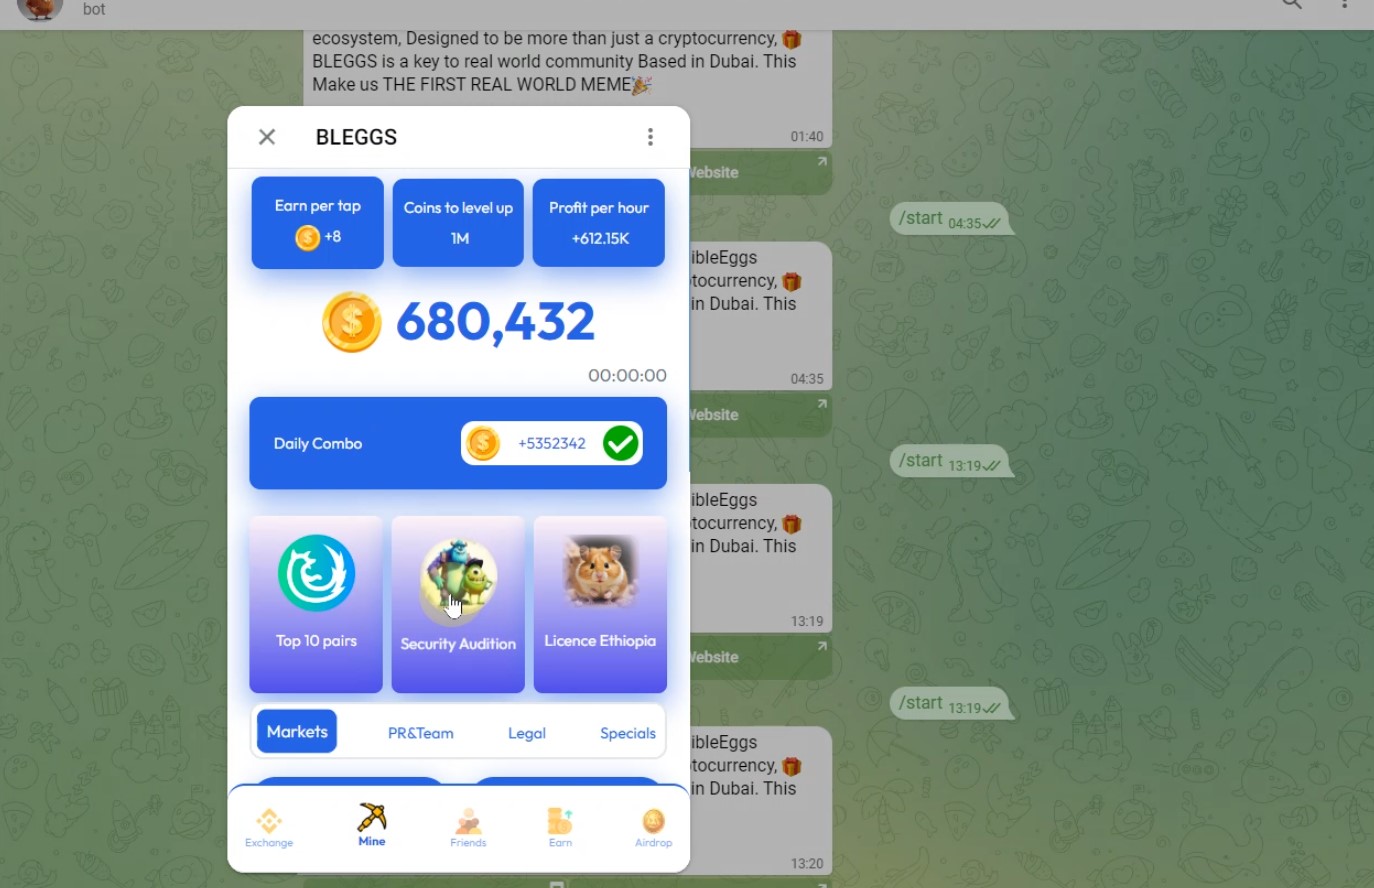 bot
ecosystem, Designed to be more than just a cryptocurrency, 🎁
BLEGGS is a key to real world community Based in Dubai. This
Make us THE FIRST REAL WORLD MEME🎉
01:40
Website
/start 04:35
BLEGGS
Earn per tap
+8
Coins to level up
1M
Profit per hour
+612.15K
680,432
00:00:00
Daily Combo
+5352342
Top 10 pairs
Security Audition
Licence Ethiopia
Markets
PR&Team
Legal
Specials
Exchange
Mine
Friends
Earn
Airdrop
ibleEggs
tocurrency, 🎁
in Dubai. This
04:35
Website
/start 13:19
ibleEggs
tocurrency, 🎁
in Dubai. This
13:19
Website
/start 13:19
ibleEggs
tocurrency, 🎁
in Dubai. This
13:20